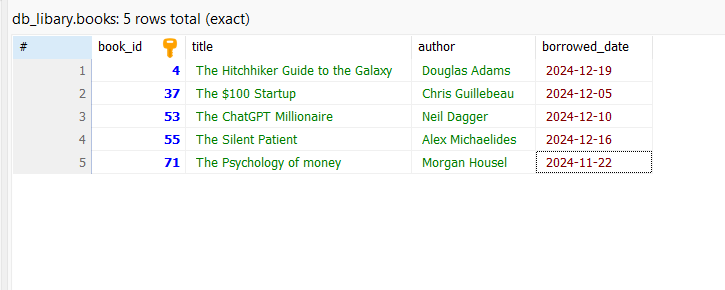 db_libary.books: 5 rows total (exact)
# book_id title author borrowed_date
1 4 The Hitchhiker Guide to the Galaxy Douglas Adams 2024-12-19
2 37 The $100 Startup Chris Guillebeau 2024-12-05
3 53 The ChatGPT Millionaire Neil Dagger 2024-12-10
4 55 The Silent Patient Alex Michaelides 2024-12-16
5 71 The Psychology of money Morgan Housel 2024-11-22